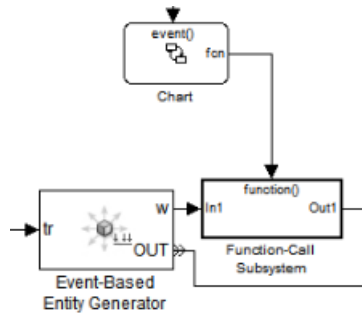 event()
fcn
Chart
function()
In1
Out1
Function-Call
Subsystem
tr
w
OUT
Event-Based
Entity Generator